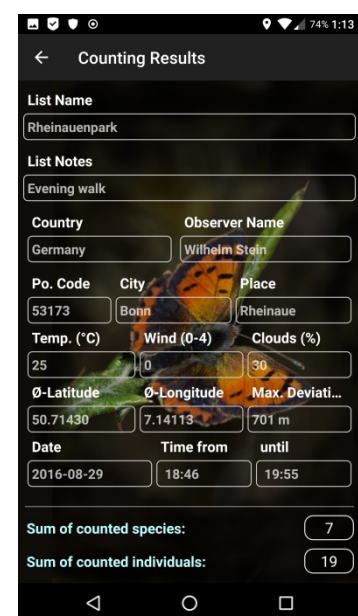 74% 1:13
Counting Results
List Name
Rheinauenpark
List Notes
Evening walk
Country Observer Name
Germany Wilhelm Stein
Po. Code City Place
53173 Bonn Rheinaue
Temp. (°C) Wind (0-4) Clouds (%)
25 0 30
Ø-Latitude Ø-Longitude Max. Deviati...
50.71430 7.14113 701 m
Date Time from until
2016-08-29 18:46 19:55
Sum of counted species: 7
Sum of counted individuals: 19